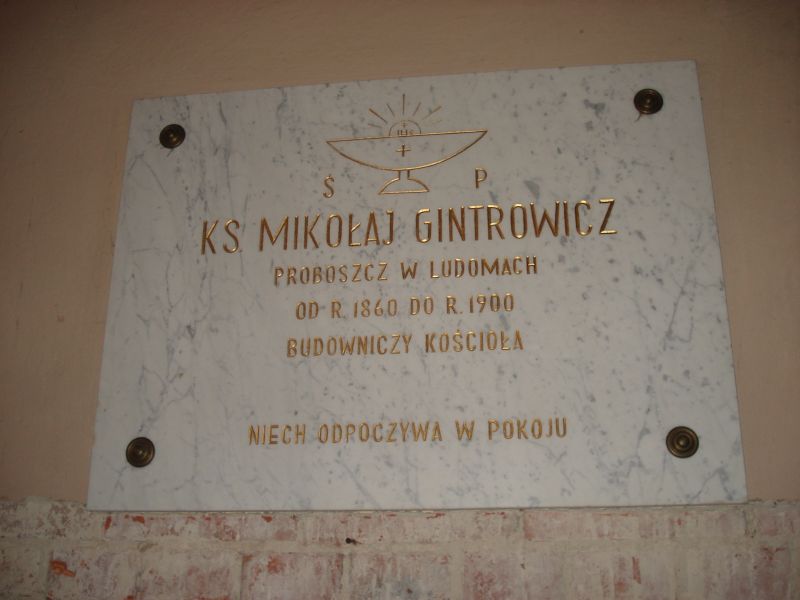 IHS
Ś P
KS. MIKOŁAJ GINTROWICZ
PROBOSZCZ W LUDOMACH
OD R. 1860 DO R. 1900
BUDOWNICZY KOŚCIOŁA
NIECH ODPOCZYWA W POKOJU